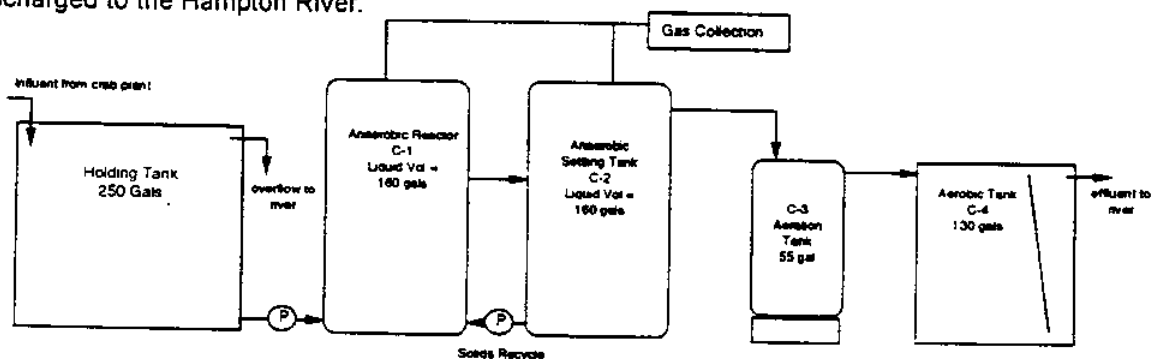 charged to the Hampton River.
Gas Collection
Influent from crab plant
Holding Tank
250 Gals
overflow to
river
P
Anaerobic Reactor
C-1
Liquid Vol =
160 gals
P
Solids Recycle
Anaerobic
Settling Tank
C-2
Liquid Vol =
160 gals
C-3
Aeration
Tank
55 gal
Aerobic Tank
C-4
130 gals
effluent to
river